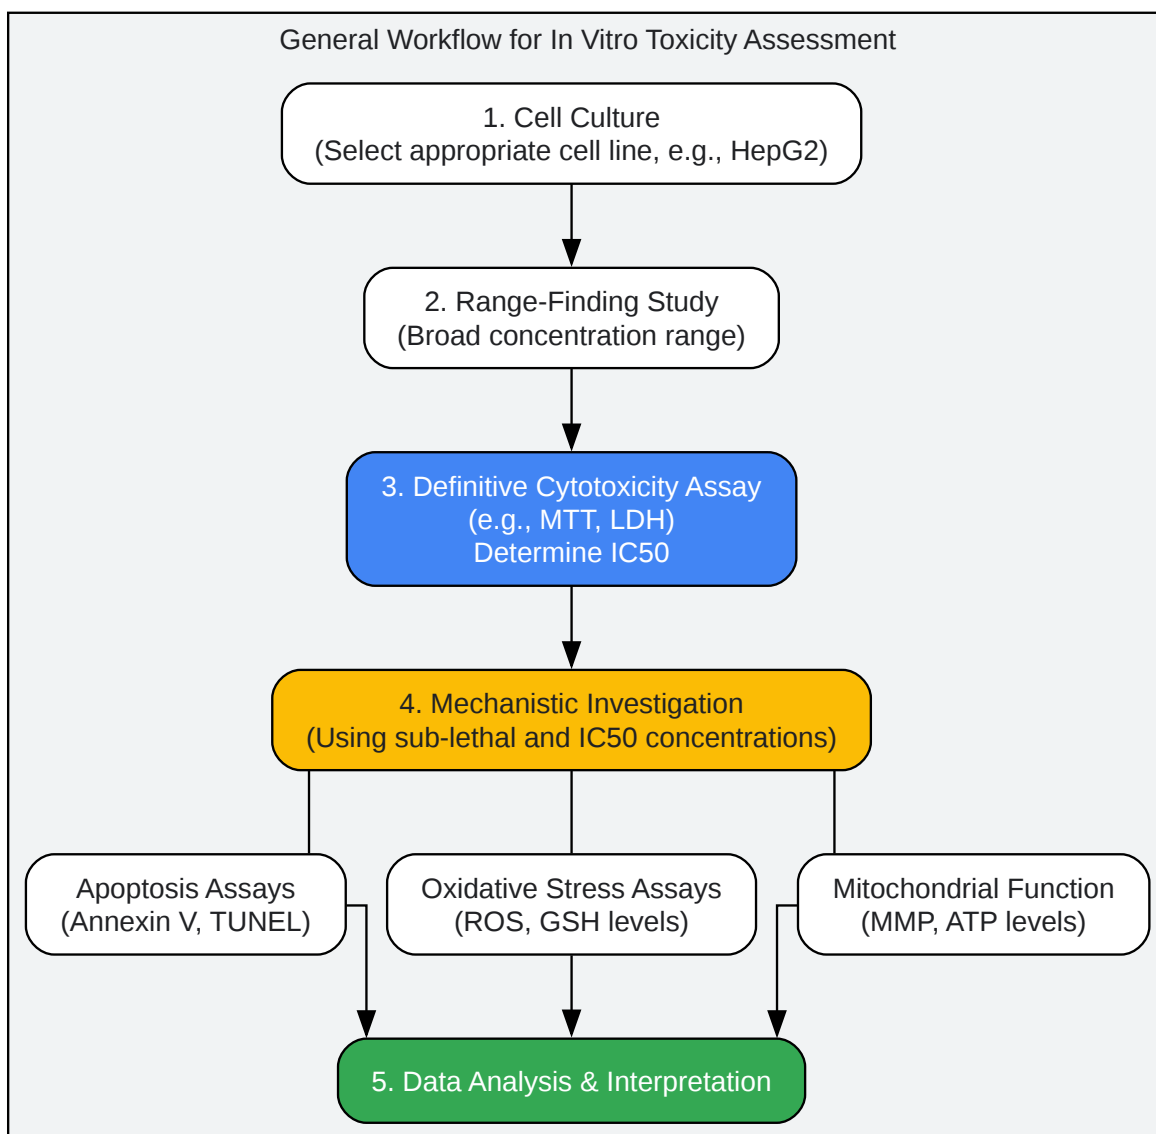 General Workflow for In Vitro Toxicity Assessment
1. Cell Culture
(Select appropriate cell line, e.g., HepG2)
2. Range-Finding Study
(Broad concentration range)
3. Definitive Cytotoxicity Assay
(e.g., MTT, LDH)
Determine IC50
4. Mechanistic Investigation
(Using sub-lethal and IC50 concentrations)
Apoptosis Assays
(Annexin V, TUNEL)
Oxidative Stress Assays
(ROS, GSH levels)
Mitochondrial Function
(MMP, ATP levels)
5. Data Analysis & Interpretation